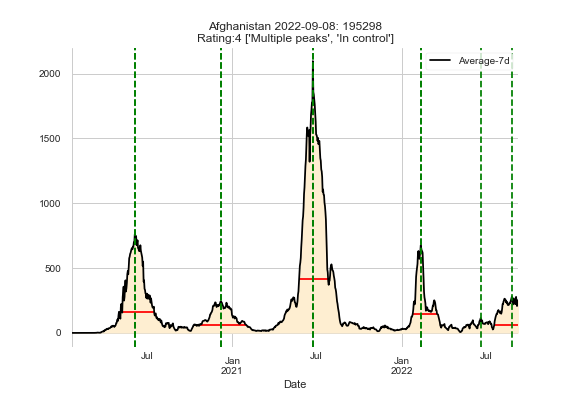 Afghanistan 2022-09-08: 195298
Rating:4 ['Multiple peaks', 'In control']
Average-7d
2000
1500
1000
500
0
Jul
Jan
2021
Jul
Jan
2022
Jul
Date